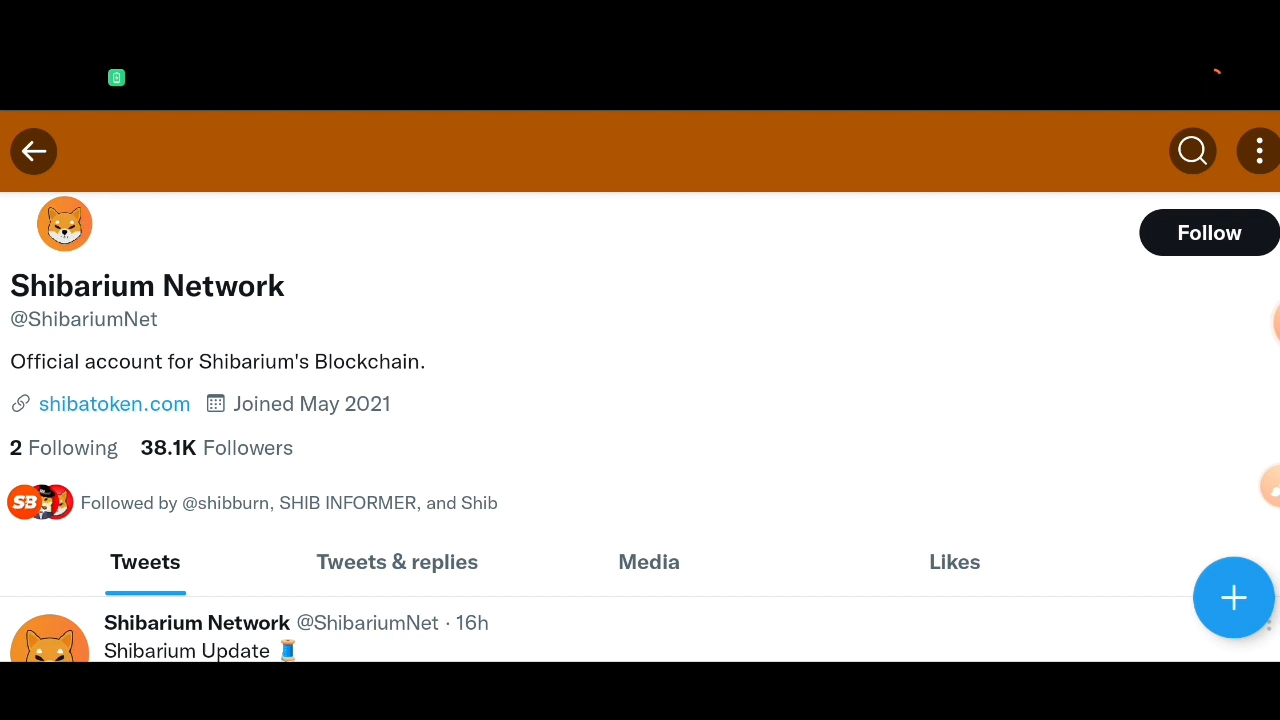 Follow
Shibarium Network
@ShibariumNet
Official account for Shibarium's Blockchain.
shibatoken.com Joined May 2021
2 Following 38.1K Followers
SB Followed by @shibburn, SHIB INFORMER, and Shib
Tweets Tweets & replies Media Likes
Shibarium Network @ShibariumNet · 16h
Shibarium Update 🧵